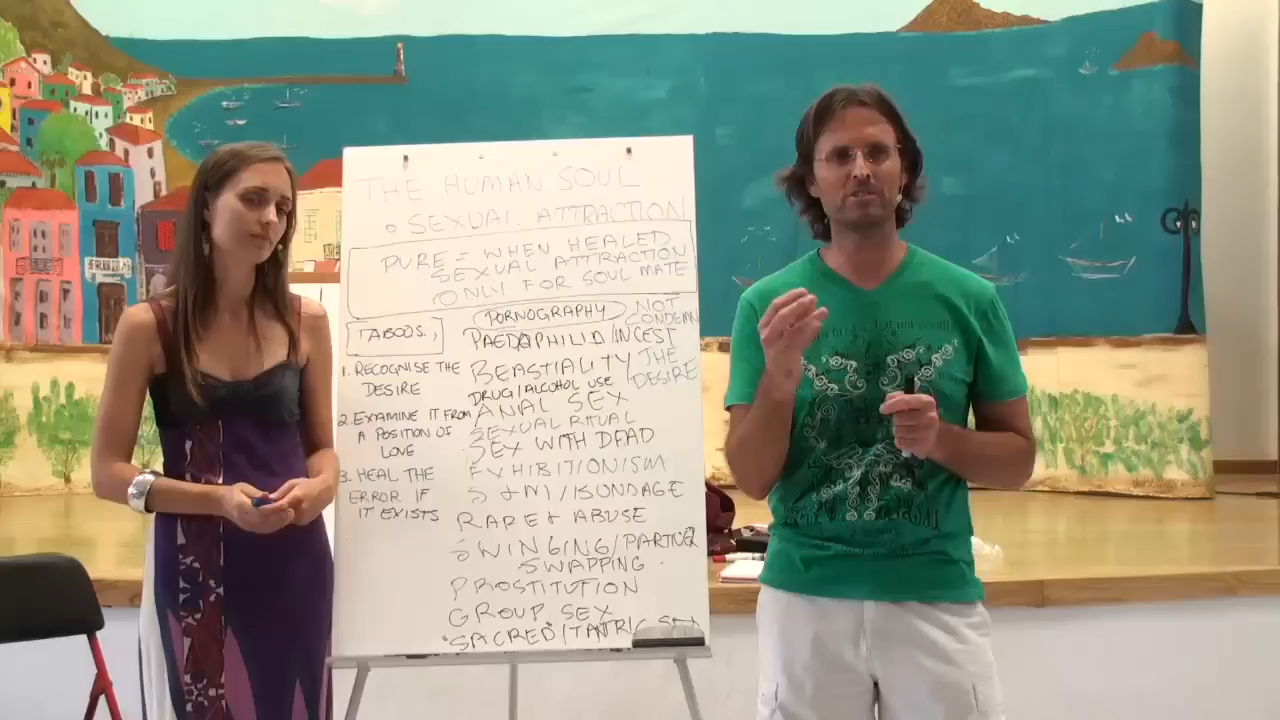 THE HUMAN SOUL
SEXUAL ATTRACTION
PURE = WHEN HEALED
SEXUAL ATTRACTION
ONLY FOR SOUL MATE
TABOOS.
1. RECOGNISE THE
DESIRE
2. EXAMINE IT FROM
A POSITION OF
LOVE
3. HEAL THE
ERROR IF
IT EXISTS
PORNOGRAPHY
PAEDOPHILID/INCEST
BEASTIALITY
DRUG/ALCOHOL USE
ANAL SEX
SEXUAL RITUAL
SEX WITH DEAD
EXHIBITIONISM
S+M/BONDAGE
RAPE + ABUSE
SWINGING/PARTNER
SWAPPING.
PROSTITUTION
GROUP SEX
"SACRED/TANTRIC
NOT
CONDEMN
THE
DESIRE
but not